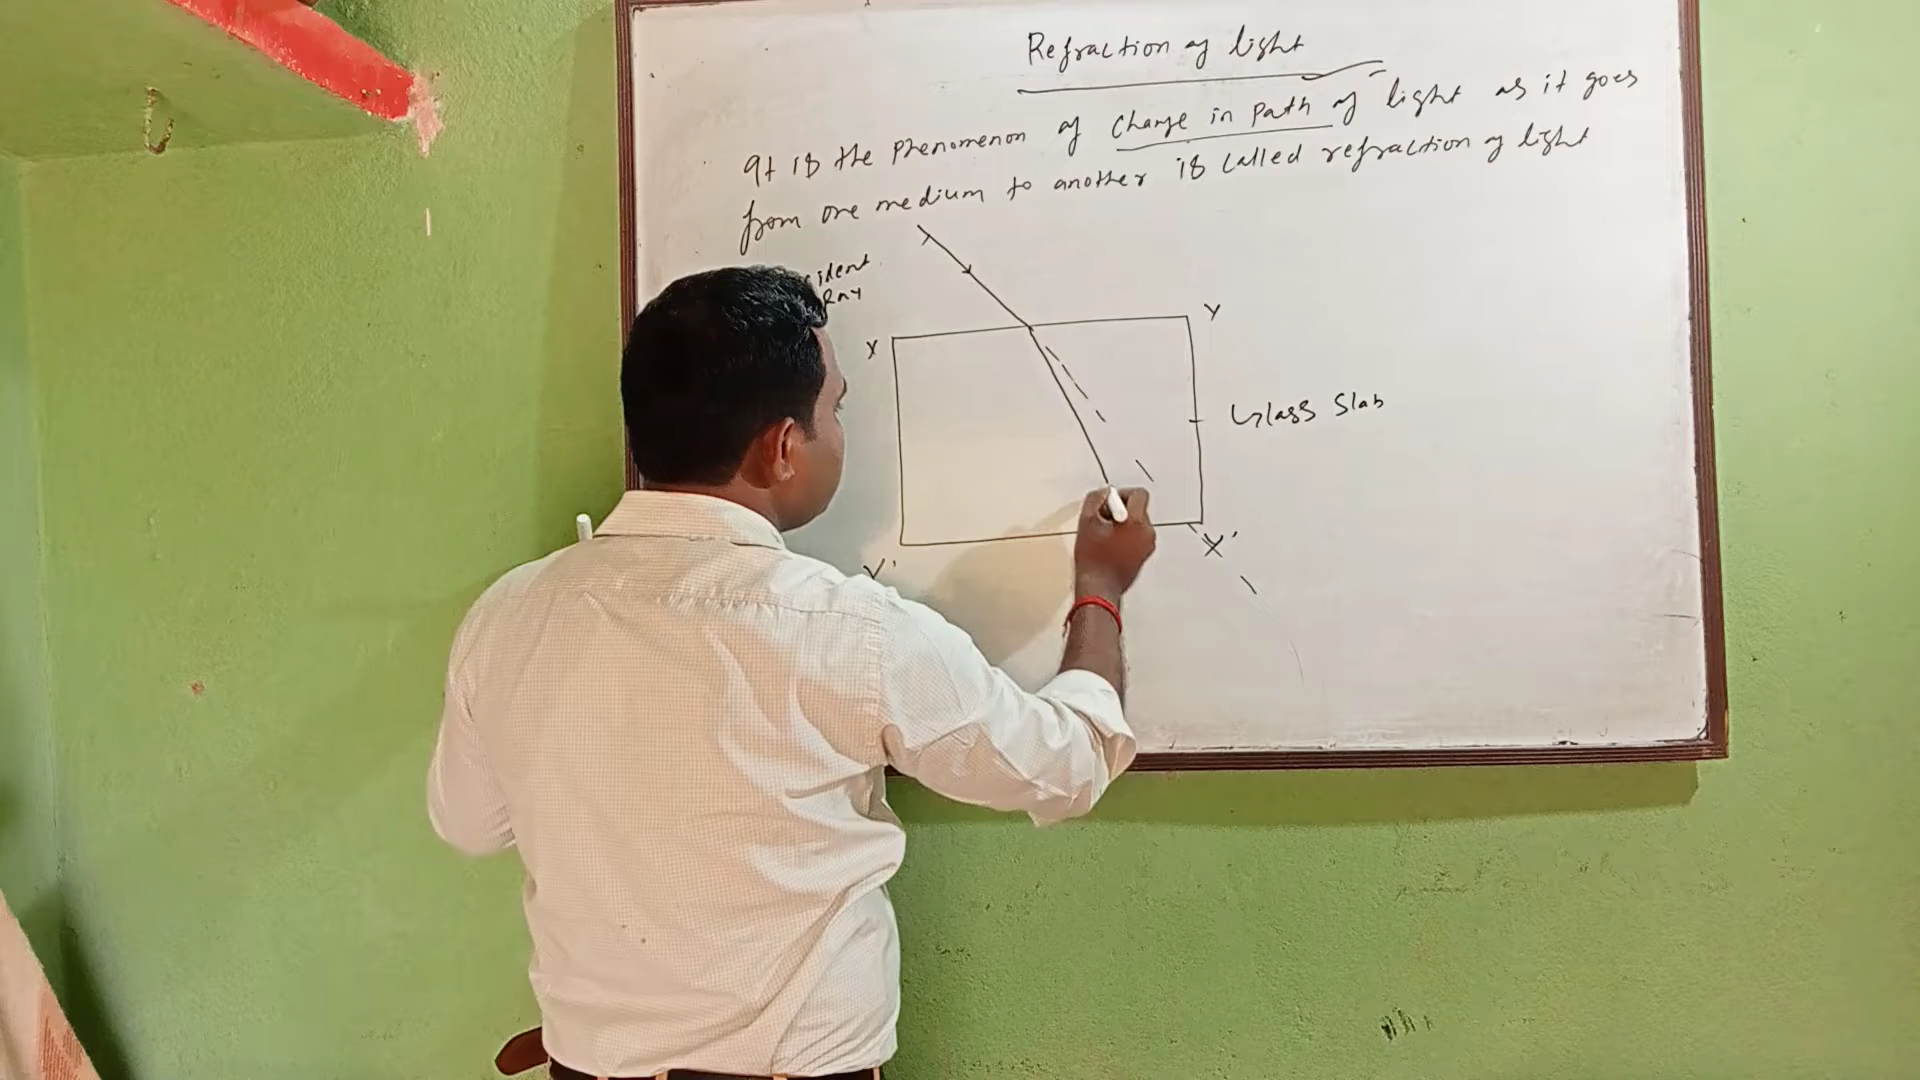 Refraction of light
It is the phenomenon of change in path of light as it goes
from one medium to another is called refraction of light
cident
Ray
X
Y
Glass Slab
Y'
X'